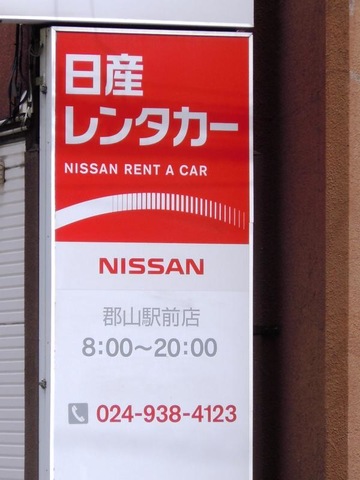 日産
レンタカー
NISSAN RENT A CAR
NISSAN
郡山駅前店
8:00〜20:00
024-938-4123